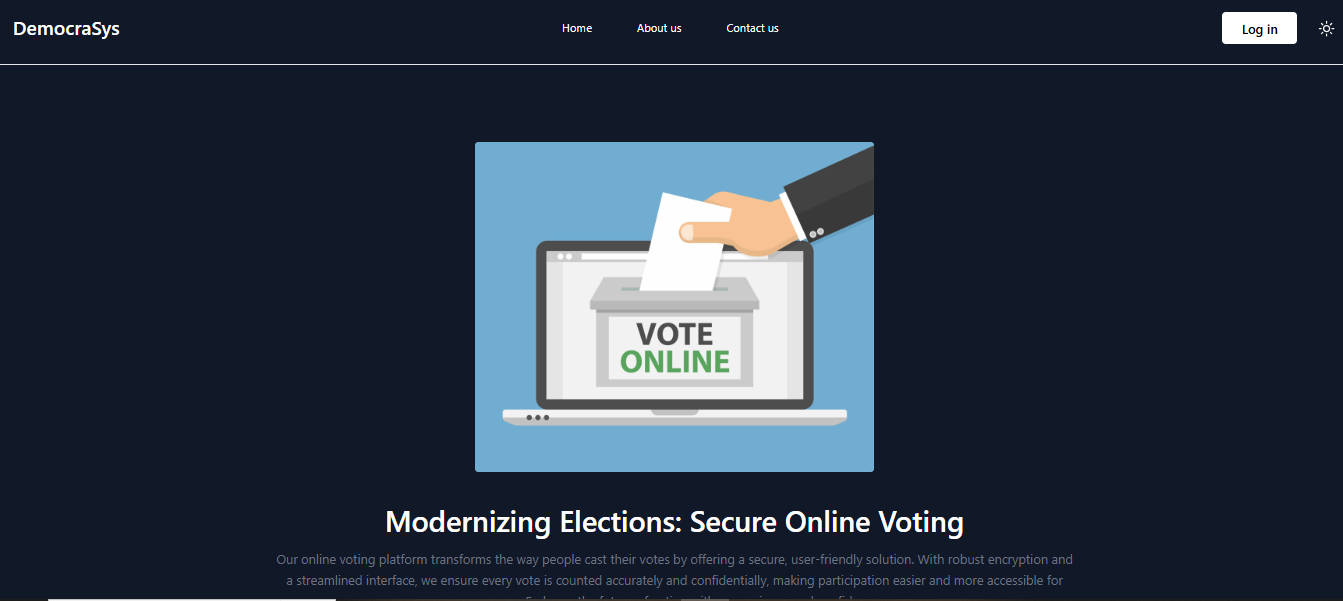 DemocraSys
Home
About us
Contact us
Log in
VOTE
ONLINE
Modernizing Elections: Secure Online Voting
Our online voting platform transforms the way people cast their votes by offering a secure, user-friendly solution. With robust encryption and
a streamlined interface, we ensure every vote is counted accurately and confidentially, making participation easier and more accessible for